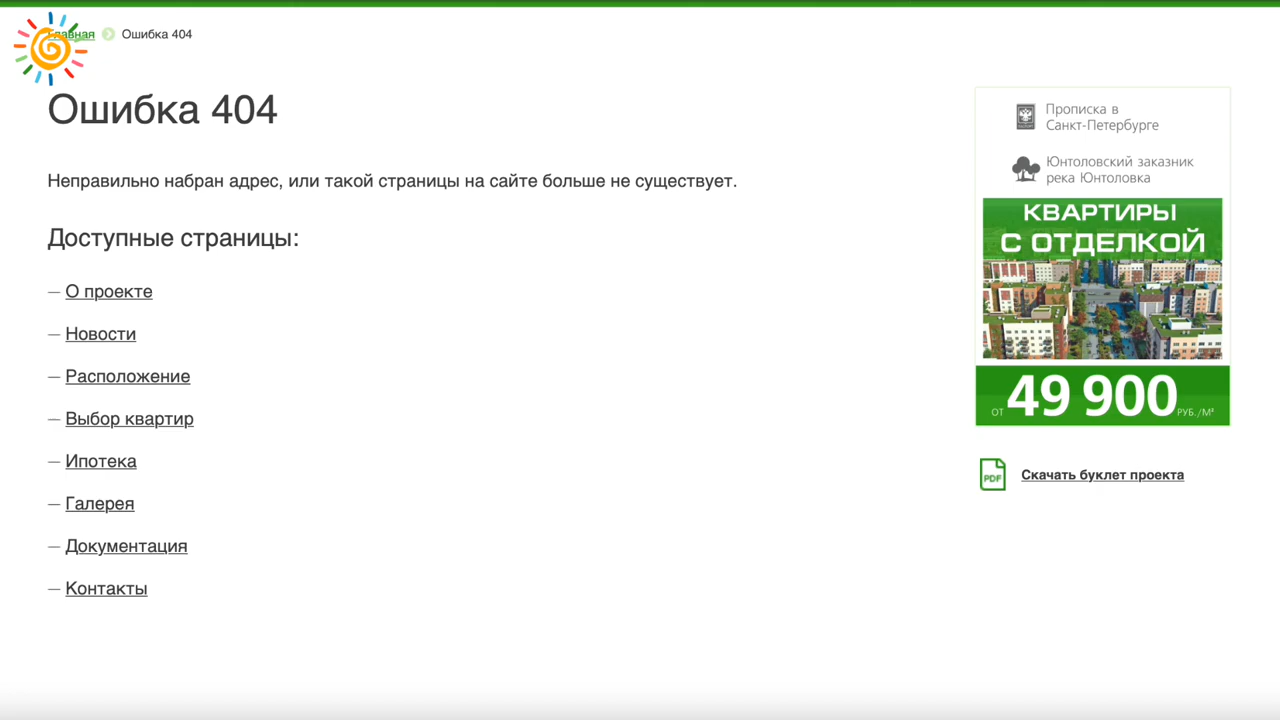 Главная Ошибка 404
Ошибка 404
Неправильно набран адрес, или такой страницы на сайте больше не существует.
Доступные страницы:
— О проекте
— Новости
— Расположение
— Выбор квартир
— Ипотека
— Галерея
— Документация
— Контакты
Прописка в
Санкт-Петербурге
Юнтоловский заказник
река Юнтоловка
КВАРТИРЫ
С ОТДЕЛКОЙ
ОТ 49 900 РУБ./М²
PDF Скачать буклет проекта